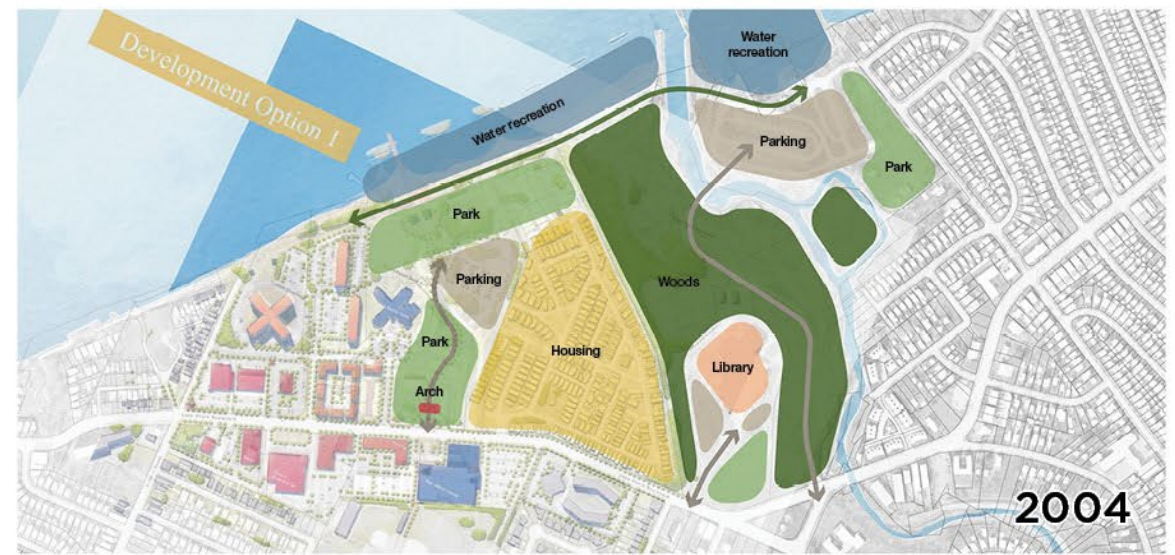 Development Option 1
Water
recreation
Water recreation
Parking
Park
Park
Parking
Woods
Park
Housing
Library
Arch
2004